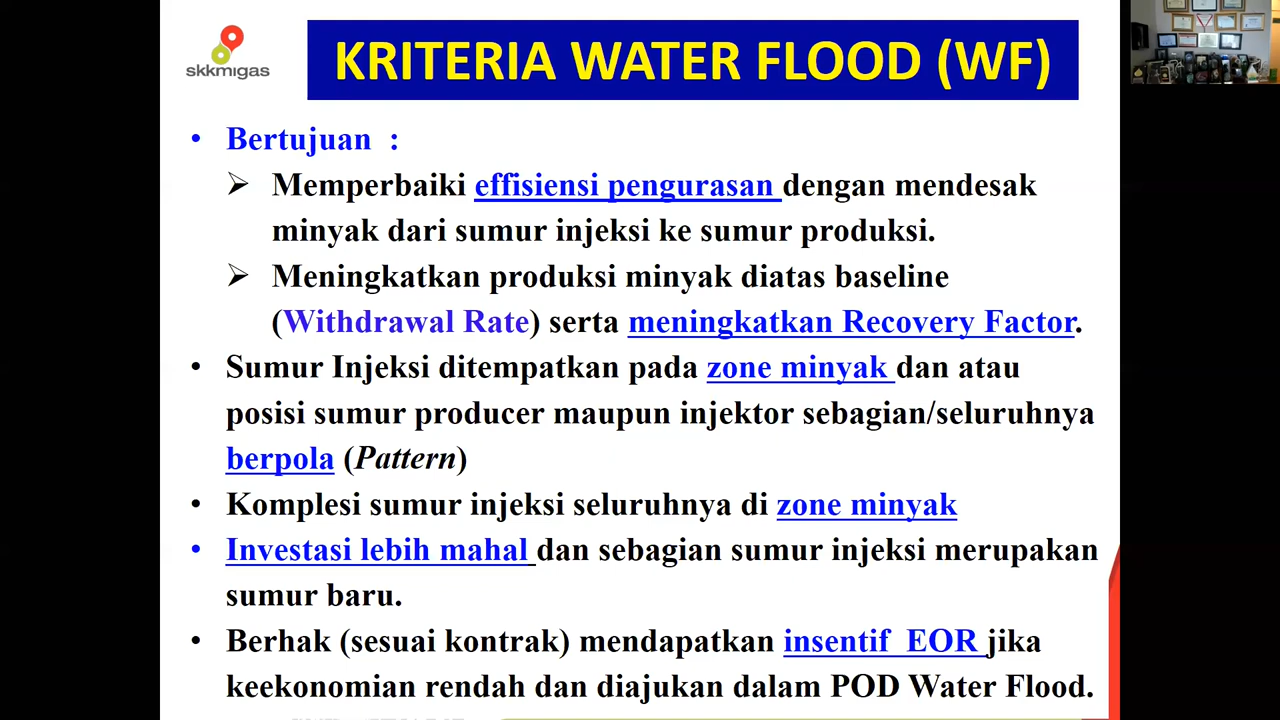 skkmigas
KRITERIA WATER FLOOD (WF)
• Bertujuan :
➢ Memperbaiki effisiensi pengurasan dengan mendesak
minyak dari sumur injeksi ke sumur produksi.
➢ Meningkatkan produksi minyak diatas baseline
(Withdrawal Rate) serta meningkatkan Recovery Factor.
• Sumur Injeksi ditempatkan pada zone minyak dan atau
posisi sumur producer maupun injektor sebagian/seluruhnya
berpola (Pattern)
• Komplesi sumur injeksi seluruhnya di zone minyak
• Investasi lebih mahal dan sebagian sumur injeksi merupakan
sumur baru.
• Berhak (sesuai kontrak) mendapatkan insentif EOR jika
keekonomian rendah dan diajukan dalam POD Water Flood.